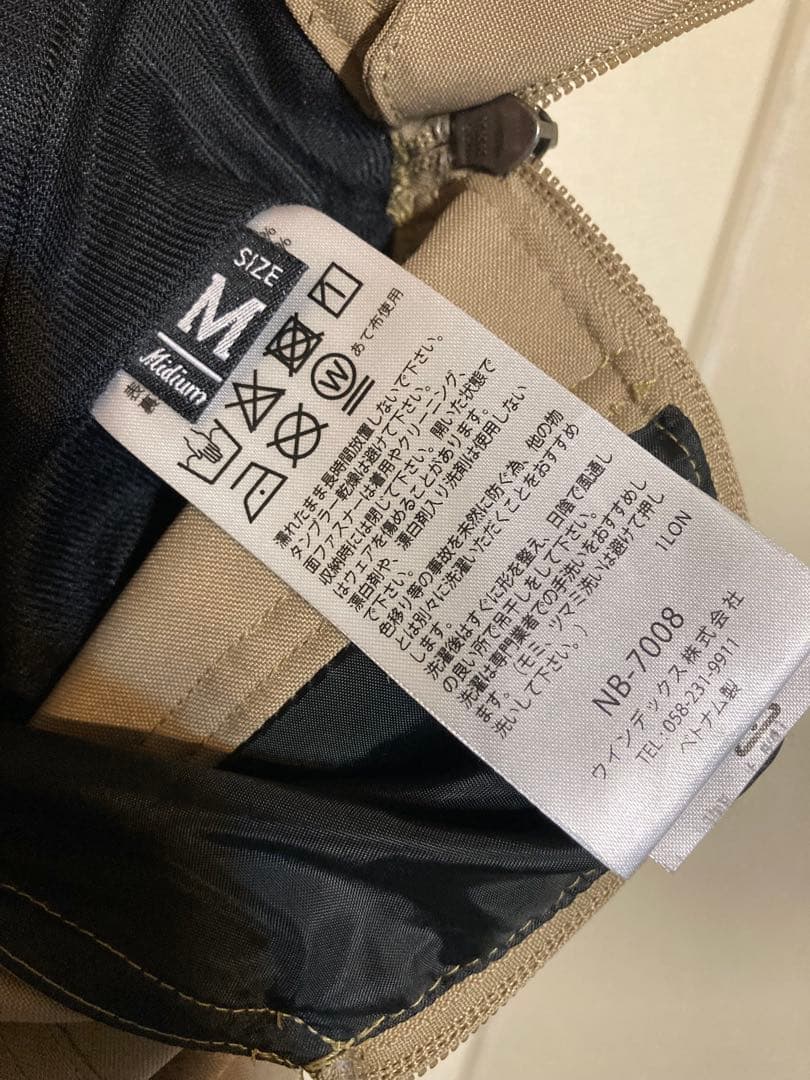 SIZE
M
Midium
%
%
W
あて布使用
濡れたまま長時間放置しないで下さい。
タンブラー乾燥は避けて下さい。
面ファスナーは着用やクリーニング、
収納時には閉じて下さい。開いた状態で
はウェアを傷めることがあります。
漂白剤や、漂白剤入り洗剤は使用しない
で下さい。
色移り等の事故を未然に防ぐ為、他の物
とは別々に洗濯いただくことをおすすめ
します。
洗濯後はすぐに形を整え、日陰で風通し
の良い所で吊干しをして下さい。
洗濯は専門業者での手洗いをおすすめし
ます。(モミ、ツマミ洗いは避けて押し
洗いして下さい。)
1LON
NB-7008
ウインデックス株式会社
TEL:058-231-9911
ベトナム製